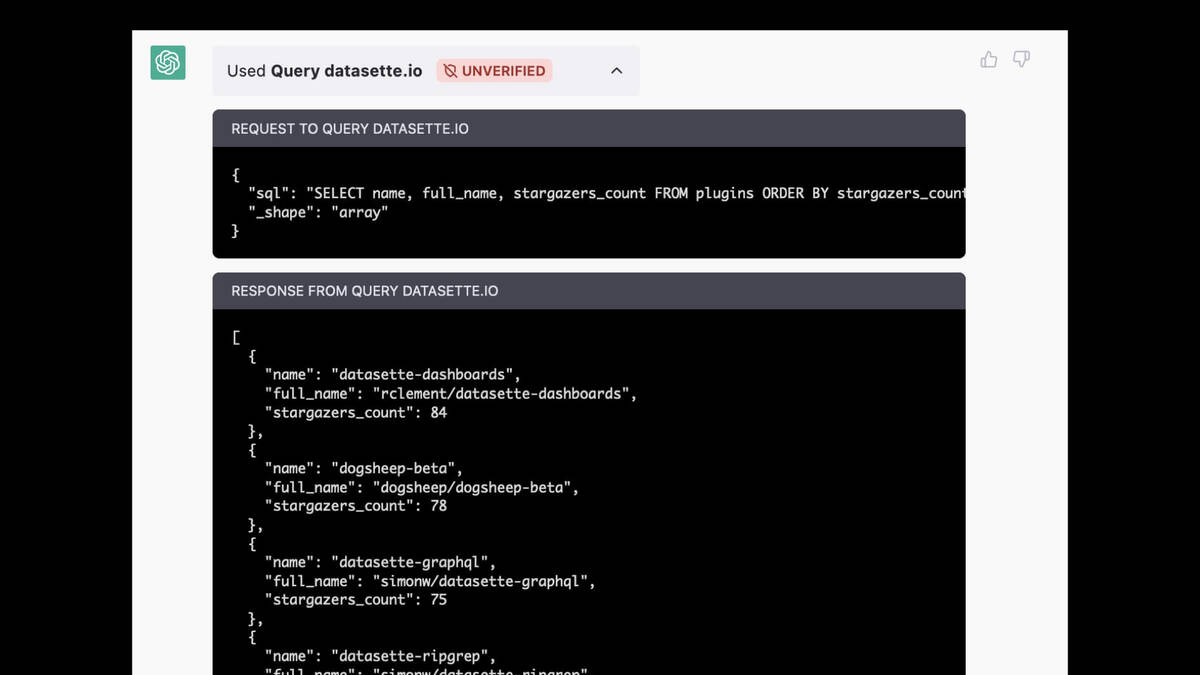 Used Query datasette.io UNVERIFIED
REQUEST TO QUERY DATASETTE.IO
{
"sql": "SELECT name, full_name, stargazers_count FROM plugins ORDER BY stargazers_count
"_shape": "array"
}
RESPONSE FROM QUERY DATASETTE.IO
[
{
"name": "datasette-dashboards",
"full_name": "rclement/datasette-dashboards",
"stargazers_count": 84
},
{
"name": "dogsheep-beta",
"full_name": "dogsheep/dogsheep-beta",
"stargazers_count": 78
},
{
"name": "datasette-graphql",
"full_name": "simonw/datasette-graphql",
"stargazers_count": 75
},
{
"name": "datasette-ripgrep",
"full_name": "simonw/datasette-ripgrep"